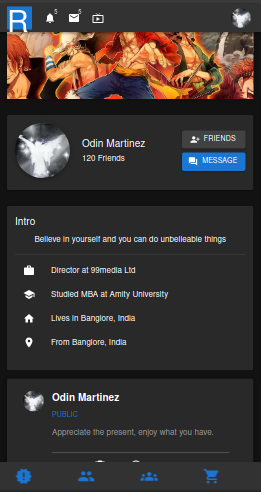 R
5
5
Odin Martinez
120 Friends
FRIENDS
MESSAGE
Intro
Believe in yourself and you can do unbelleable things
Director at 99media Ltd
Studied MBA at Amity University
Lives in Banglore, India
From Banglore, India
Odin Martinez
PUBLIC
Appreciate the present, enjoy what you have.